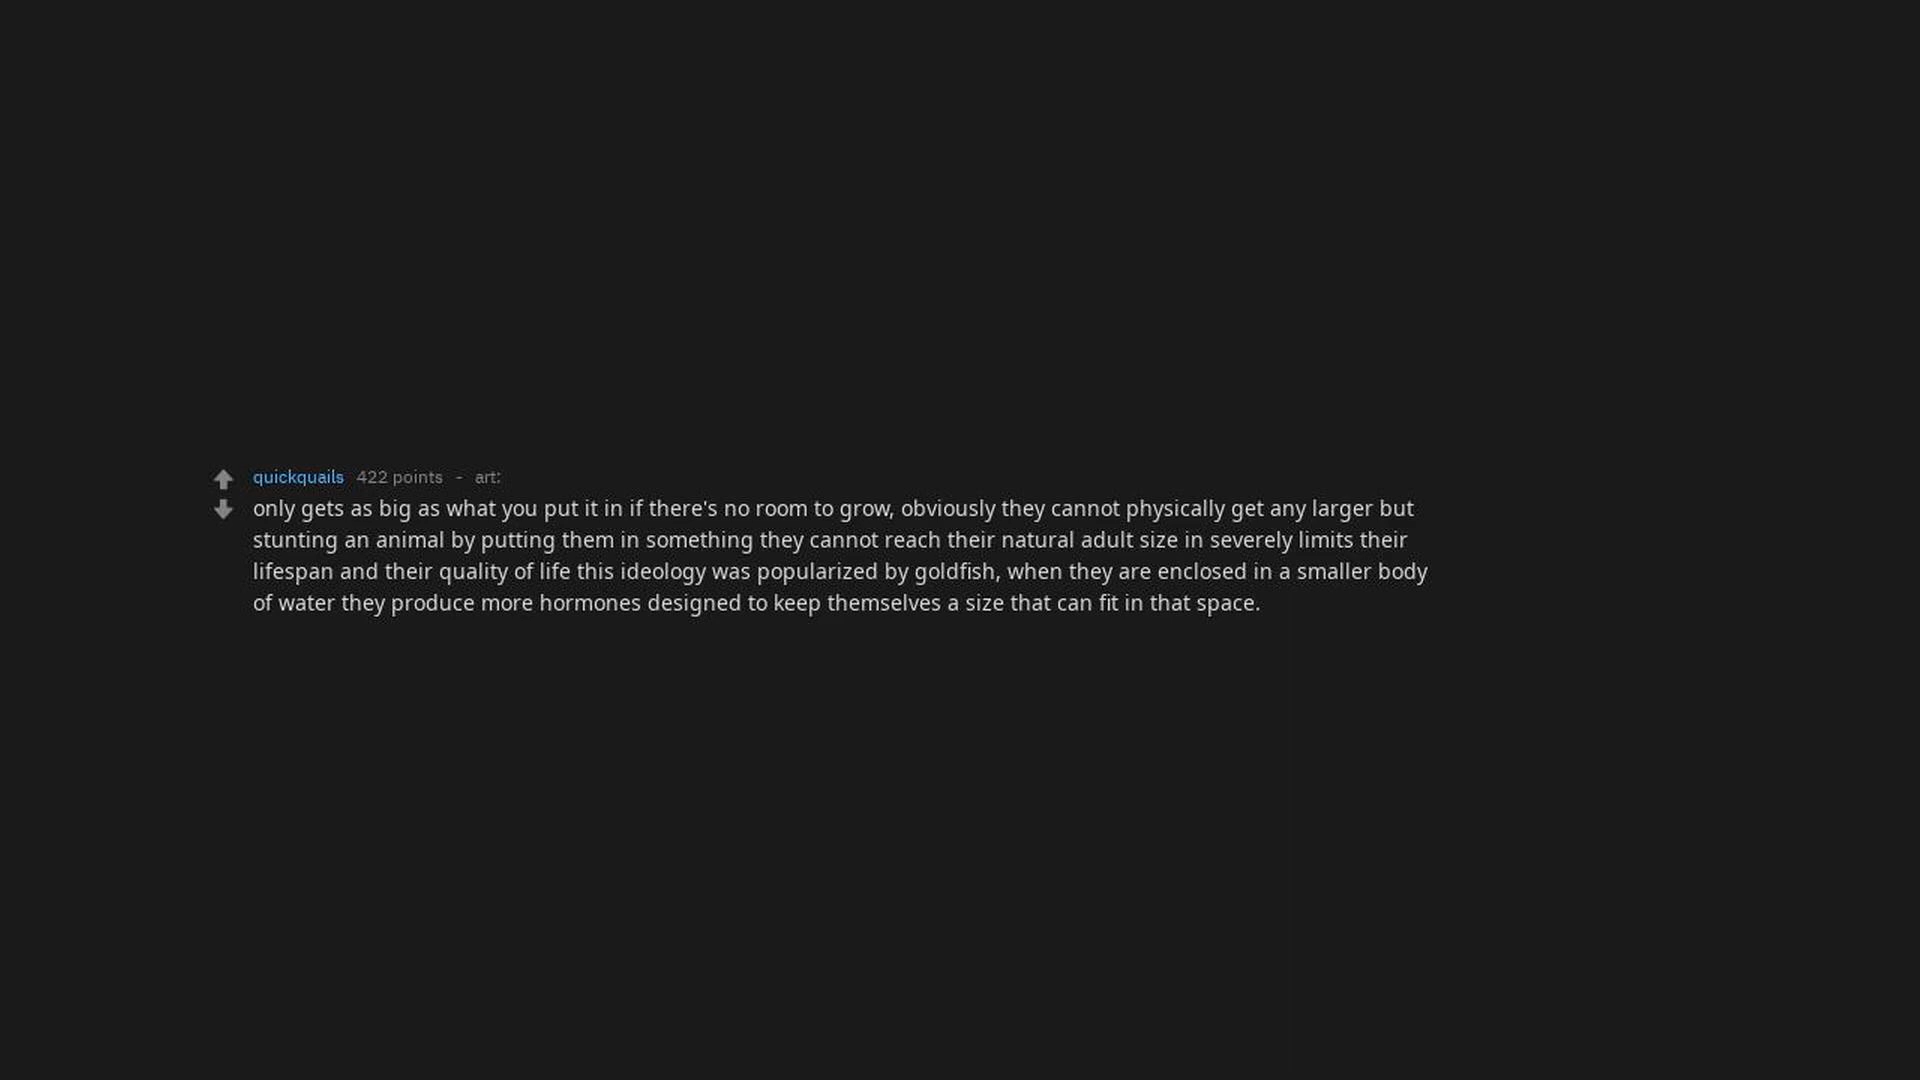 quickquails 422 points - art:
only gets as big as what you put it in if there's no room to grow, obviously they cannot physically get any larger but
stunting an animal by putting them in something they cannot reach their natural adult size in severely limits their
lifespan and their quality of life this ideology was popularized by goldfish, when they are enclosed in a smaller body
of water they produce more hormones designed to keep themselves a size that can fit in that space.